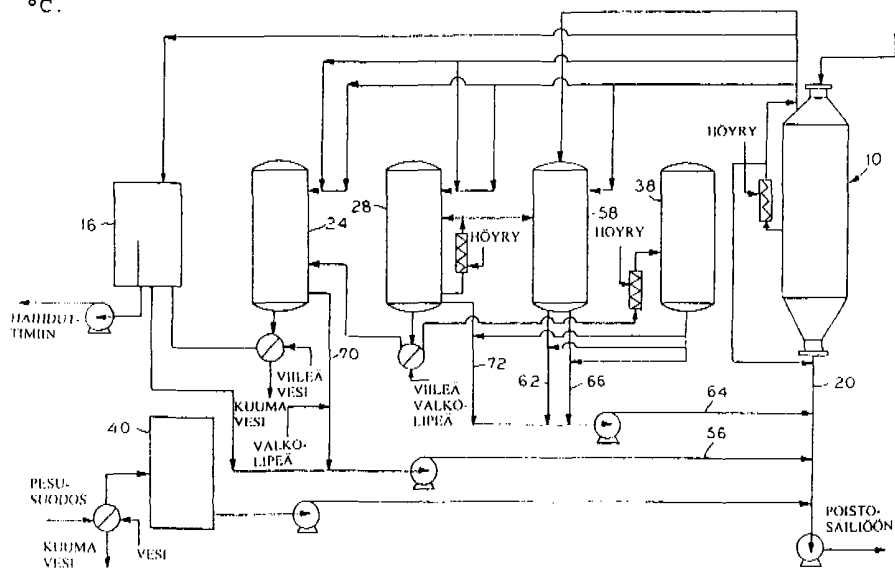 °C.
HÖYRY
10
16
24
28
58
38
HÖYRY
HÖYRY
HAIHDUT-
TIMIIN
VIILEÄ
VESI
KUUMA
VESI
70
VALKO-
LIPEÄ
72
VIILEÄ
VALKO-
LIPEÄ
62
66
20
64
56
40
PESU-
SUODOS
KUUMA
VESI
VESI
POISTO-
SÄILIÖÖN